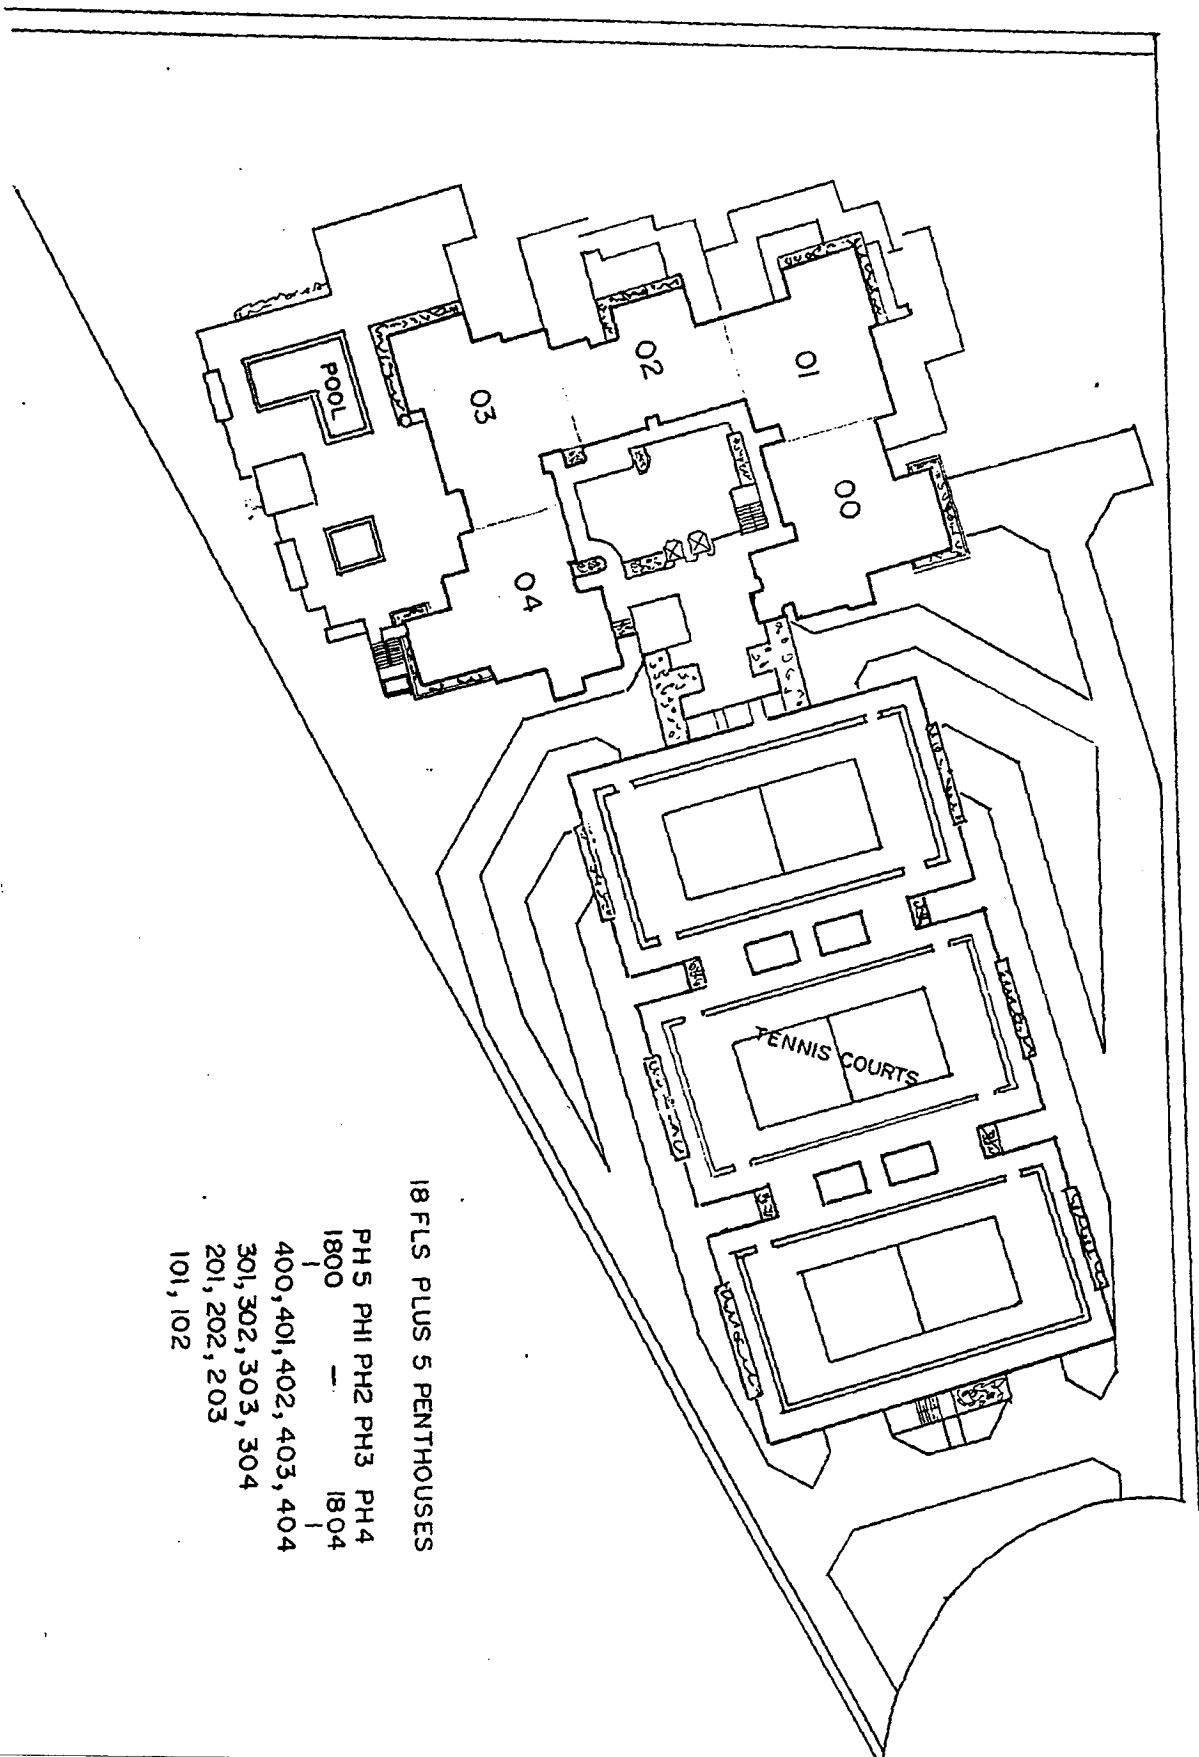 01
02
00
03
POOL
04
TENNIS COURTS
18 FLS PLUS 5 PENTHOUSES
PH5 PH1 PH2 PH3 PH4
1800 — 1804
400, 401, 402, 403, 404
301, 302, 303, 304
201, 202, 203
101, 102